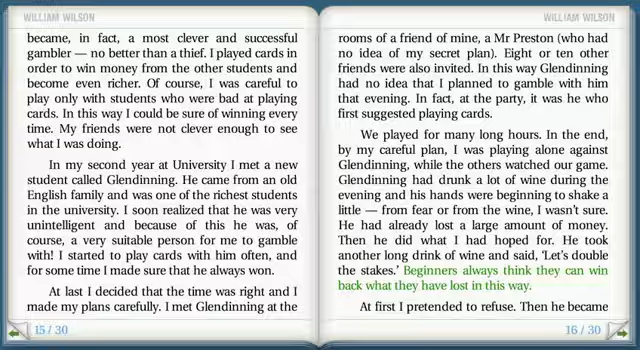 WILLIAM WILSON
became, in fact, a most clever and successful
gambler — no better than a thief. I played cards in
order to win money from the other students and
become even richer. Of course, I was careful to
play only with students who were bad at playing
cards. In this way I could be sure of winning every
time. My friends were not clever enough to see
what I was doing.
In my second year at University I met a new
student called Glendinning. He came from an old
English family and was one of the richest students
in the university. I soon realized that he was very
unintelligent and because of this he was, of
course, a very suitable person for me to gamble
with! I started to play cards with him often, and
for some time I made sure that he always won.
At last I decided that the time was right and I
made my plans carefully. I met Glendinning at the
15 / 30
WILLIAM WILSON
rooms of a friend of mine, a Mr Preston (who had
no idea of my secret plan). Eight or ten other
friends were also invited. In this way Glendinning
had no idea that I planned to gamble with him
that evening. In fact, at the party, it was he who
first suggested playing cards.
We played for many long hours. In the end,
by my careful plan, I was playing alone against
Glendinning, while the others watched our game.
Glendinning had drunk a lot of wine during the
evening and his hands were beginning to shake a
little — from fear or from the wine, I wasn't sure.
He had already lost a large amount of money.
Then he did what I had hoped for. He took
another long drink of wine and said, 'Let's double
the stakes.' Beginners always think they can win
back what they have lost in this way.
At first I pretended to refuse. Then he became
16 / 30